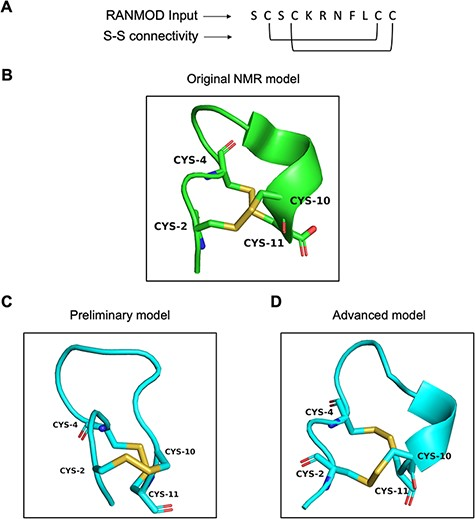 A
RANMOD Input
S C S C K R N F L C C
S-S connectivity
B
Original NMR model
CYS-4
CYS-10
CYS-2
CYS-11
C
Preliminary model
D
Advanced model
CYS-4
CYS-2
CYS-10
CYS-11
CYS-4
CYS-2
CYS-10
CYS-11